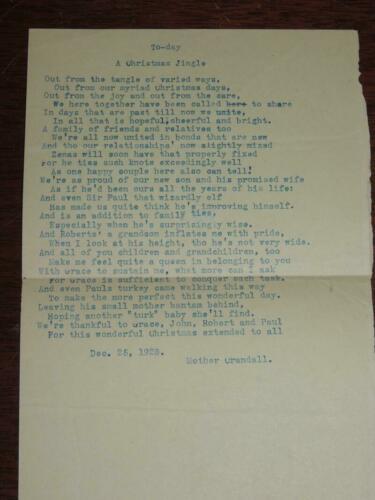 To-day
A Christmas Jingle
Out from the tangle of varied ways,
Out from our myriad Christmas days,
Out from the joy and out from the care,
We here together have been called here to share
In days that are past till now we unite,
In all that is hopeful,cheerful and bright.
A family of friends and relatives too
We're all now united in bonds that are new
And tho our relationships' now slightly mixed
Zenas will soon have that properly fixed
For he ties such knots exceedingly well
As one happy couple here also can tell!
We're as proud of our new son and his promised wife
As if he'd been ours all the years of his life:
And even Sir Paul that wizardly elf
Has made us quite think he's improving himself.
And is an addition to family ties,
Especially when he's surprisingly wise.
And Roberts' a grandson inflates me with pride,
When I look at his height, tho he's not very wide.
And all of you children and grandchildren, too
Make me feel quite a queen in belonging to you
With Grace to sustain me, what more can I ask
For Grace is sufficient to conquer each task.
And even Pauls turkey came walking this way
To make the more perfect this wonderful day.
Leaving his small mother bantam behind,
Hoping another "turk" baby she'll find.
We're thankful to Grace, John, Robert and Paul
For this wonderful Christmas extended to all
Dec. 25, 1928.
Mother Crandall.